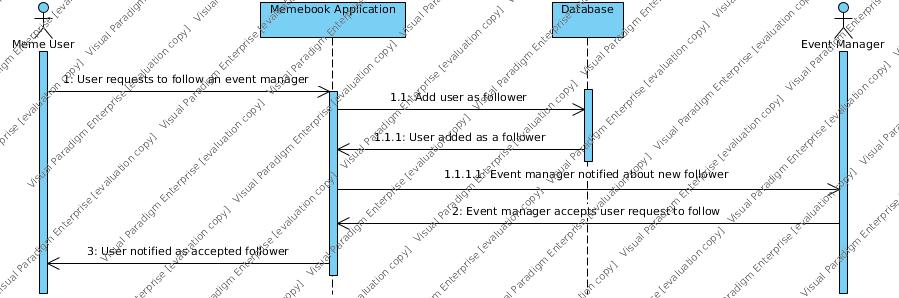 Memebook Application
Database
Meme User
Event Manager
1: User requests to follow an event manager
1.1: Add user as follower
1.1.1: User added as a follower
1.1.1.1: Event manager notified about new follower
2: Event manager accepts user request to follow
3: User notified as accepted follower
Visual Paradigm Enterprise [evaluation copy]